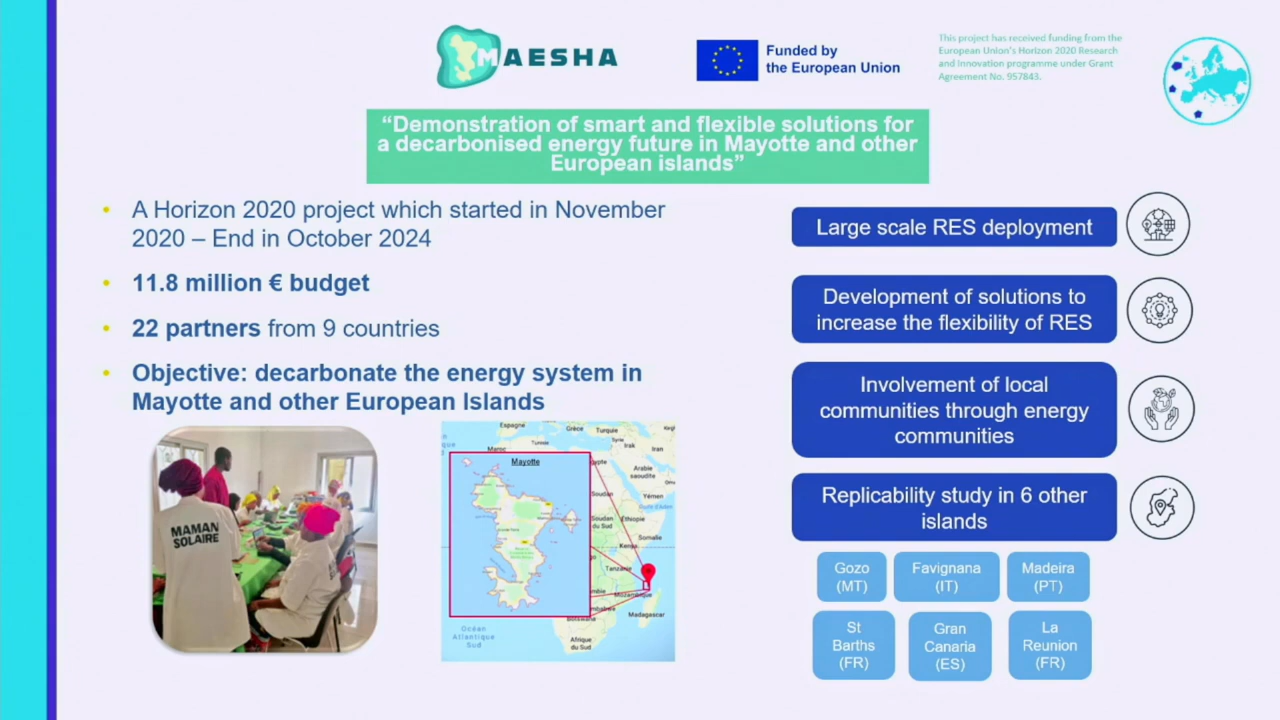 MAESHA
Funded by
the European Union
This project has received funding from the
European Union's Horizon 2020 Research
and Innovation programme under Grant
Agreement No. 957843.
“Demonstration of smart and flexible solutions for
a decarbonised energy future in Mayotte and other
European islands”
• A Horizon 2020 project which started in November
2020 – End in October 2024
• 11.8 million € budget
• 22 partners from 9 countries
• Objective: decarbonate the energy system in
Mayotte and other European Islands
MAMAN
SOLAIRE
Espagne
Grèce
Turquie
Tunisie
Syrie
Maroc
Irak
Iran
Mayotte
Arabie
saoudite
Soudan
Yémen
Soudan
du Sud
Éthiopie
Somalie
Kenya
Tanzanie
Mozambique
Madagascar
Botswana
Afrique
du Sud
Océan
Atlantique
Sud
Large scale RES deployment
Development of solutions to
increase the flexibility of RES
Involvement of local
communities through energy
communities
Replicability study in 6 other
islands
Gozo
(MT)
Favignana
(IT)
Madeira
(PT)
St
Barths
(FR)
Gran
Canaria
(ES)
La
Reunion
(FR)